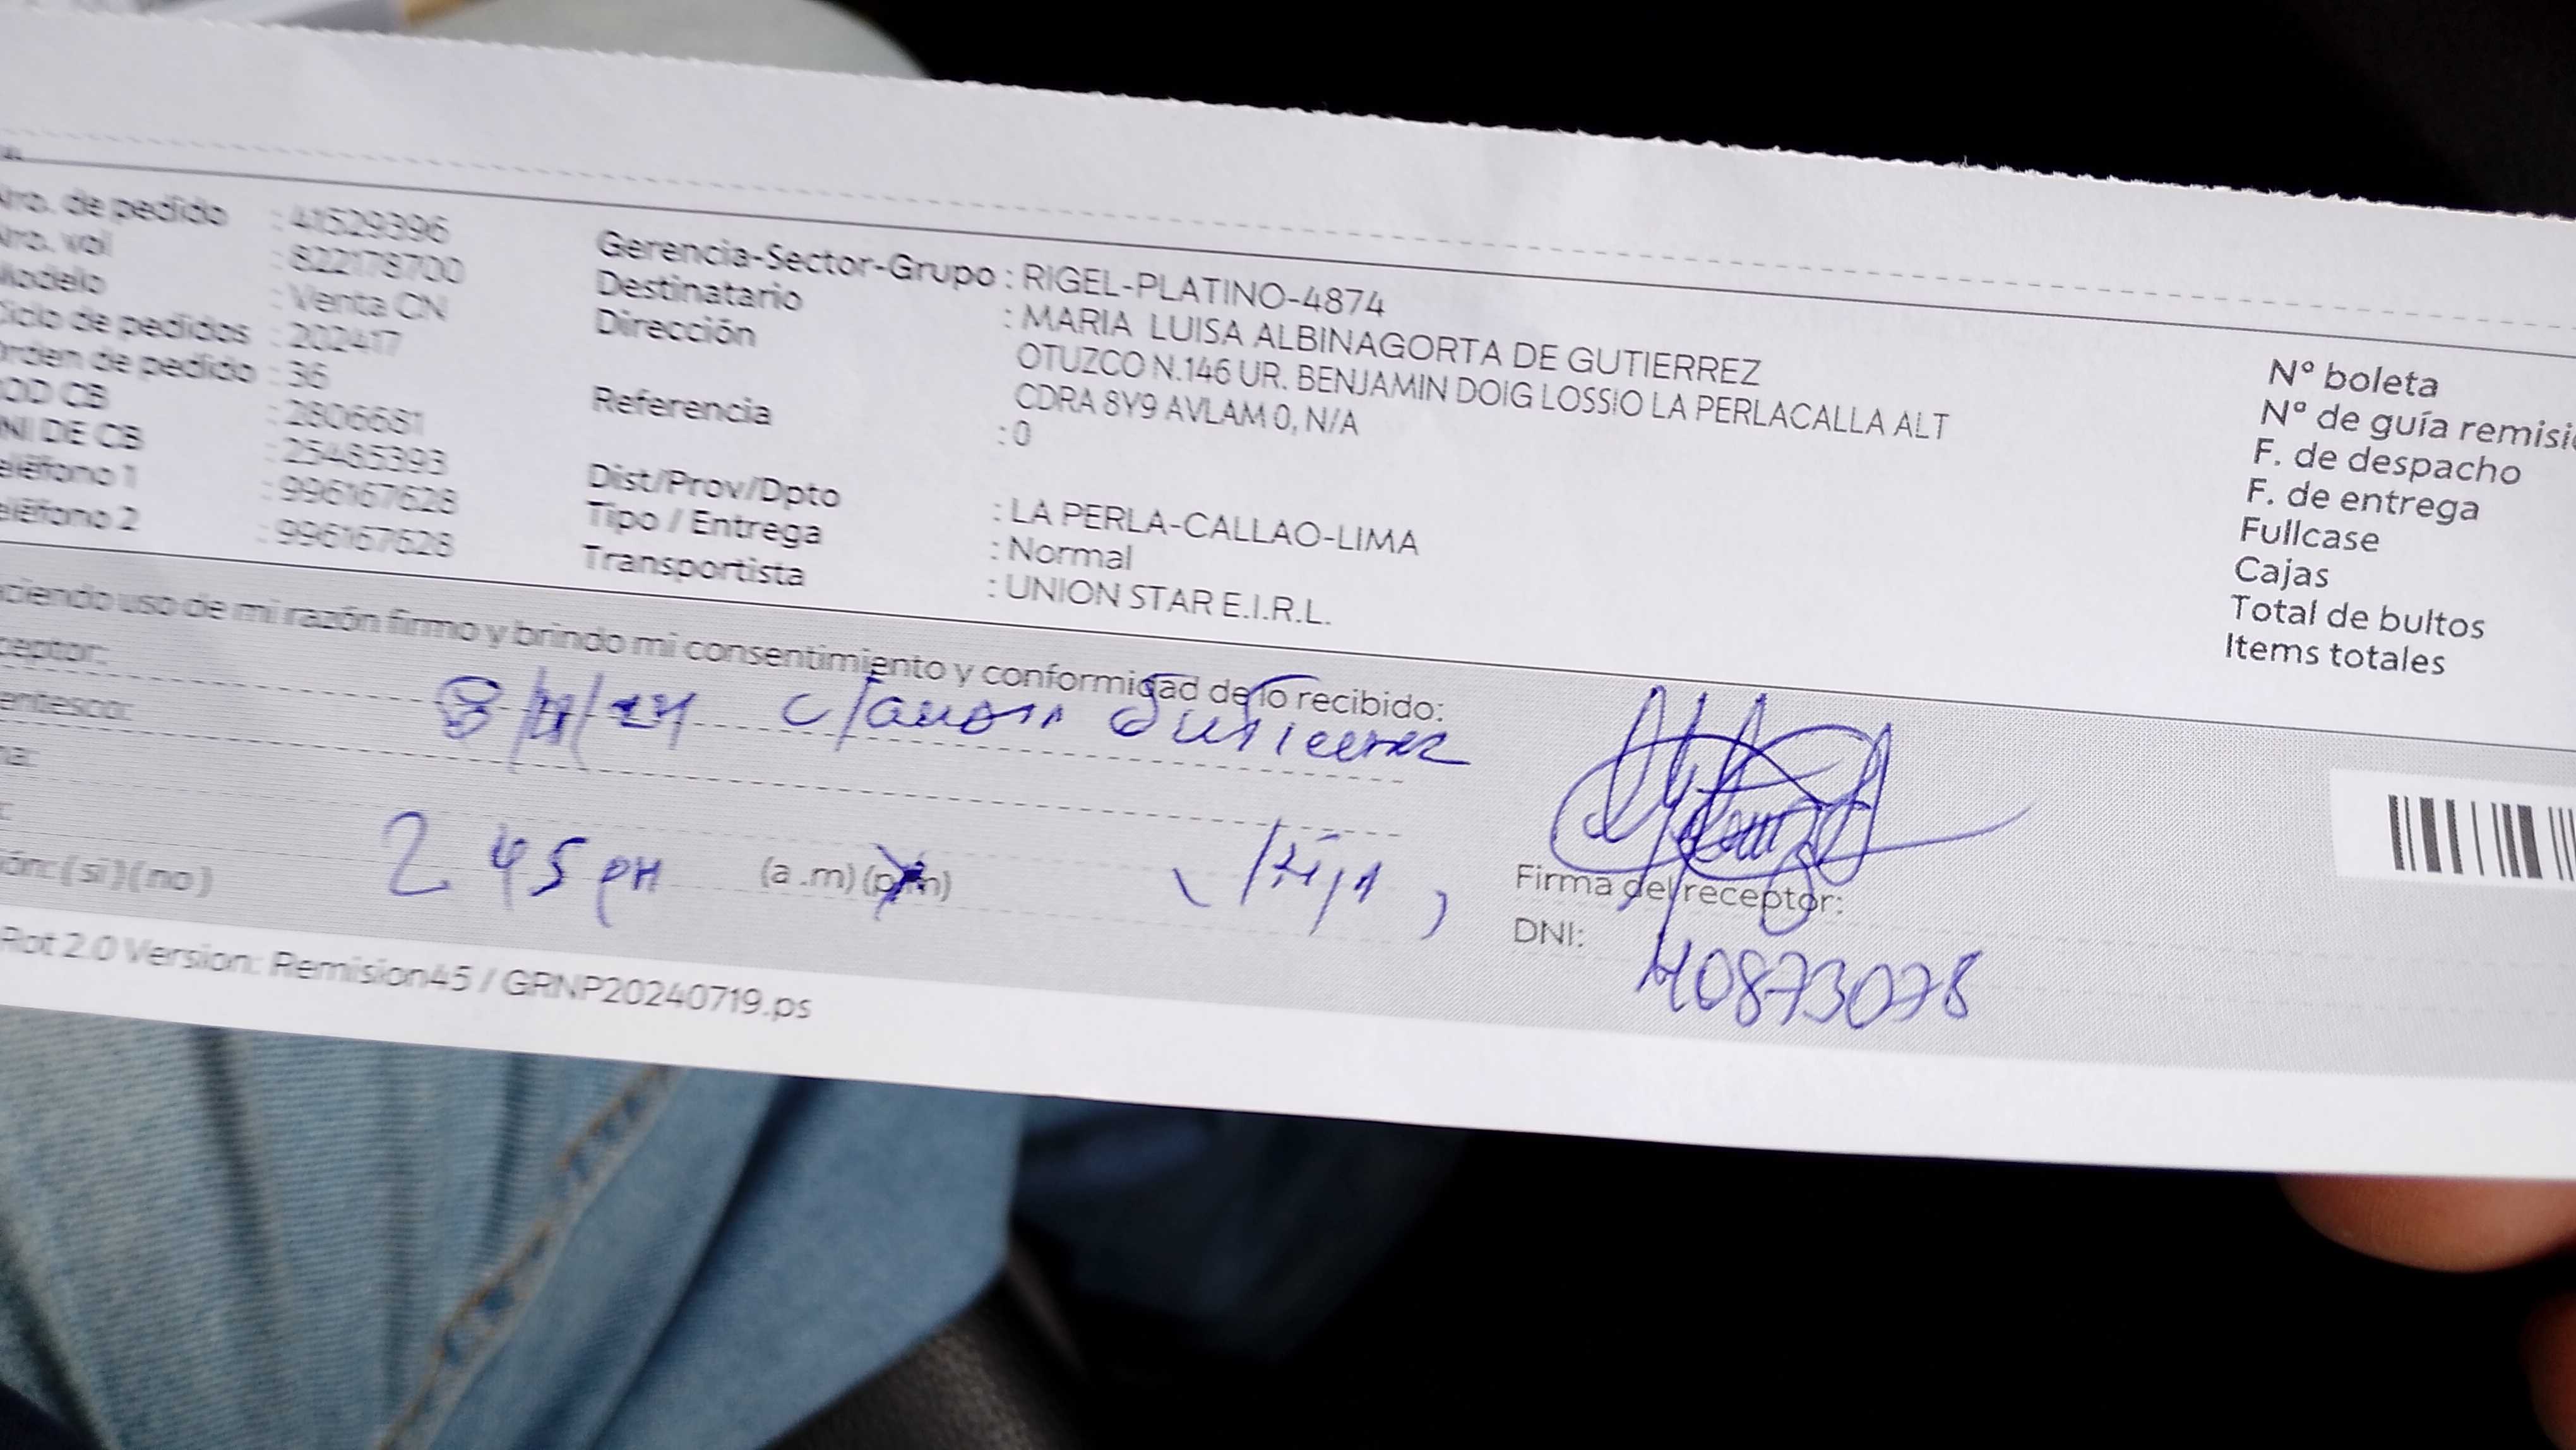 Nro. de pedido : 41529396
Nro. vol : 822178700
Modelo : Venta CN
Ciclo de pedidos : 202417
Orden de pedido : 36
COD CB : 2806681
DNI DE CB : 25485393
Teléfono 1 : 996167628
Teléfono 2 : 996167628
Gerencia-Sector-Grupo : RIGEL-PLATINO-4874
Destinatario : MARIA LUISA ALBINAGORTA DE GUTIERREZ
Dirección OTUZCO N.146 UR. BENJAMIN DOIG LOSSIO LA PERLACALLA ALT
CDRA 8Y9 AVLAM 0, N/A
Referencia : 0
Dist/Prov/Dpto : LA PERLA-CALLAO-LIMA
Tipo / Entrega : Normal
Transportista : UNION STAR E.I.R.L.
N° boleta
N° de guía remisi
F. de despacho
F. de entrega
Fullcase
Cajas
Total de bultos
Items totales
ciendo uso de mi razón firmo y brindo mi consentimiento y conformidad de lo recibido:
ceptor:
entesco:
Gutierrez
2 45 PM (a .m) (p.m)
ión: (si) (no)
Firma del receptor:
DNI: 40873078
Rot 2.0 Version: Remision45 / GRNP20240719.ps